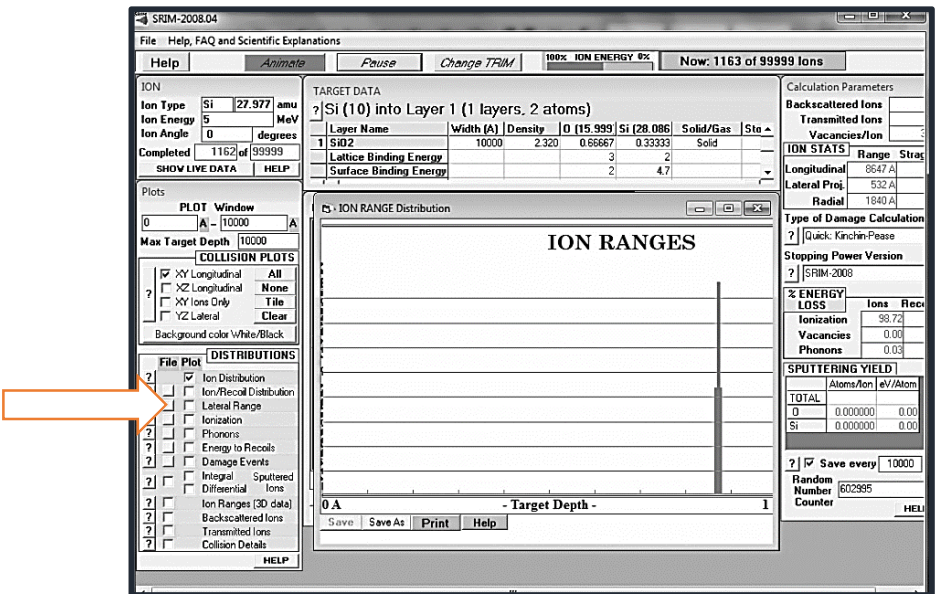 SRIM-2008.04
File Help, FAQ and Scientific Explanations
Help Animate Pause Change TRIM 100% ION ENERGY 0% Now: 1163 of 99999 Ions
ION
Ion Type Si 27.977 amu
Ion Energy 5 MeV
Ion Angle 0 degrees
Completed 1162 of 99999
SHOW LIVE DATA HELP
TARGET DATA
? Si (10) into Layer 1 (1 layers, 2 atoms)
Layer Name Width (A) Density O (15.999 Si (28.086 Solid/Gas Sto
1 SiO2 10000 2.320 0.66667 0.33333 Solid
Lattice Binding Energy 3 2
Surface Binding Energy 2 4.7
Calculation Parameters
Backscattered Ions
Transmitted Ions
Vacancies/Ion 3
ION STATS Range Strag
Longitudinal 8647 A
Lateral Proj. 532 A
Radial 1840 A
Type of Damage Calculation
? Quick: Kinchin-Pease
Stopping Power Version
? SRIM-2008
% ENERGY LOSS Ions Reco
Ionization 98.72
Vacancies 0.00
Phonons 0.03
SPUTTERING YIELD
Atoms/Ion eV/Atom
TOTAL
O 0.000000 0.00
Si 0.000000 0.00
? Save every 10000
Random
Number 602995
Counter
HEL
Plots
PLOT Window
0 A - 10000 A
Max Target Depth 10000
COLLISION PLOTS
XY Longitudinal All
? XZ Longitudinal None
XY Ions Only Tile
YZ Lateral Clear
Background color White/Black
File Plot DISTRIBUTIONS
? Ion Distribution
Ion/Recoil Distribution
Lateral Range
Ionization
? Phonons
? Energy to Recoils
? Damage Events
? Integral Sputtered
Differential Ions
? Ion Ranges (3D data)
? Backscattered Ions
? Transmitted Ions
? Collision Details
HELP
ION RANGE Distribution
ION RANGES
0 A - Target Depth - 1
Save Save As Print Help